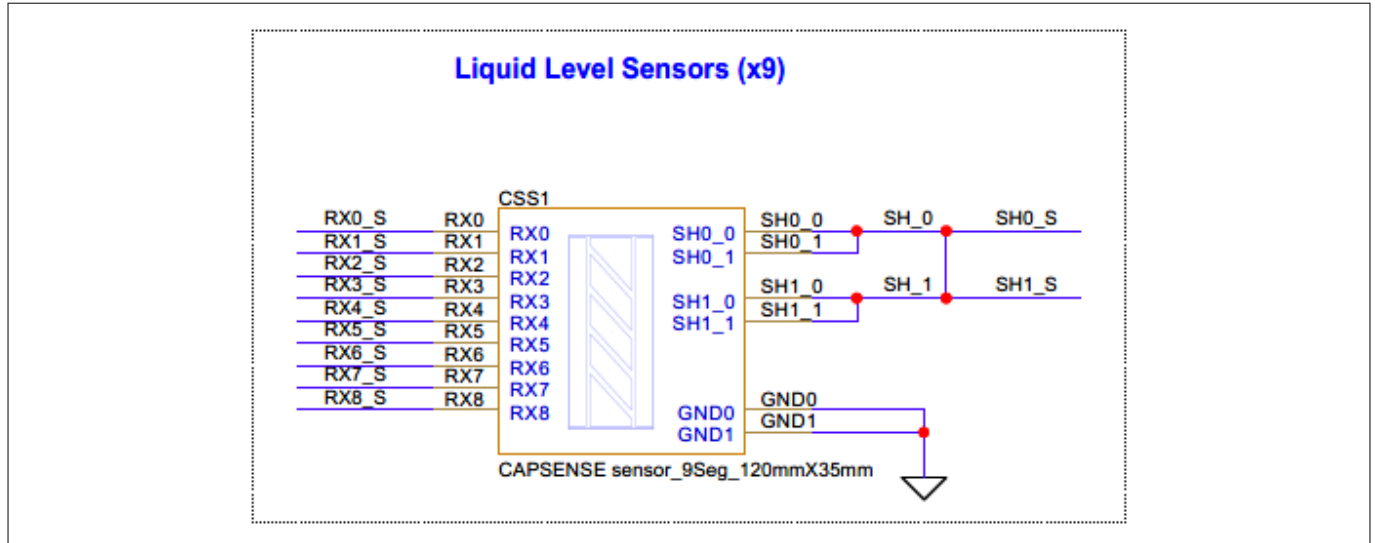 Liquid Level Sensors (x9)
CSS1
RX0_S RX0 RX0 SH0_0 SH0_0 SH_0 SH0_S
RX1_S RX1 RX1 SH0_1 SH0_1
RX2_S RX2 RX2
RX3_S RX3 RX3 SH1_0 SH1_0 SH_1 SH1_S
RX4_S RX4 RX4 SH1_1 SH1_1
RX5_S RX5 RX5
RX6_S RX6 RX6
RX7_S RX7 RX7
RX8_S RX8 RX8 GND0 GND0
GND1 GND1
CAPSENSE sensor_9Seg_120mmX35mm